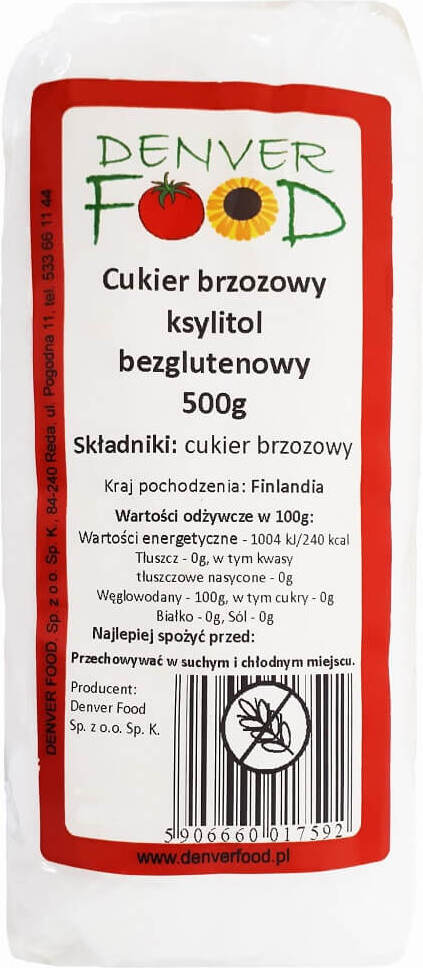 DENVER
FOOD
Cukier brzozowy
ksylitol
bezglutenowy
500g
Składniki: cukier brzozowy
Kraj pochodzenia: Finlandia
Wartości odżywcze w 100g:
Wartości energetyczne - 1004 kJ/240 kcal
Tłuszcz - 0g, w tym kwasy
tłuszczowe nasycone - 0g
Węglowodany - 100g, w tym cukry - 0g
Białko - 0g, Sól - 0g
Najlepiej spożyć przed:
Przechowywać w suchym i chłodnym miejscu.
Producent:
Denver Food
Sp. z o.o. Sp. K.
5 906660 017592
www.denverfood.pl
DENVER FOOD, Sp. z o.o. Sp. K., 84-240 Reda, ul. Pogodna 11, tel. 533 66 11 44